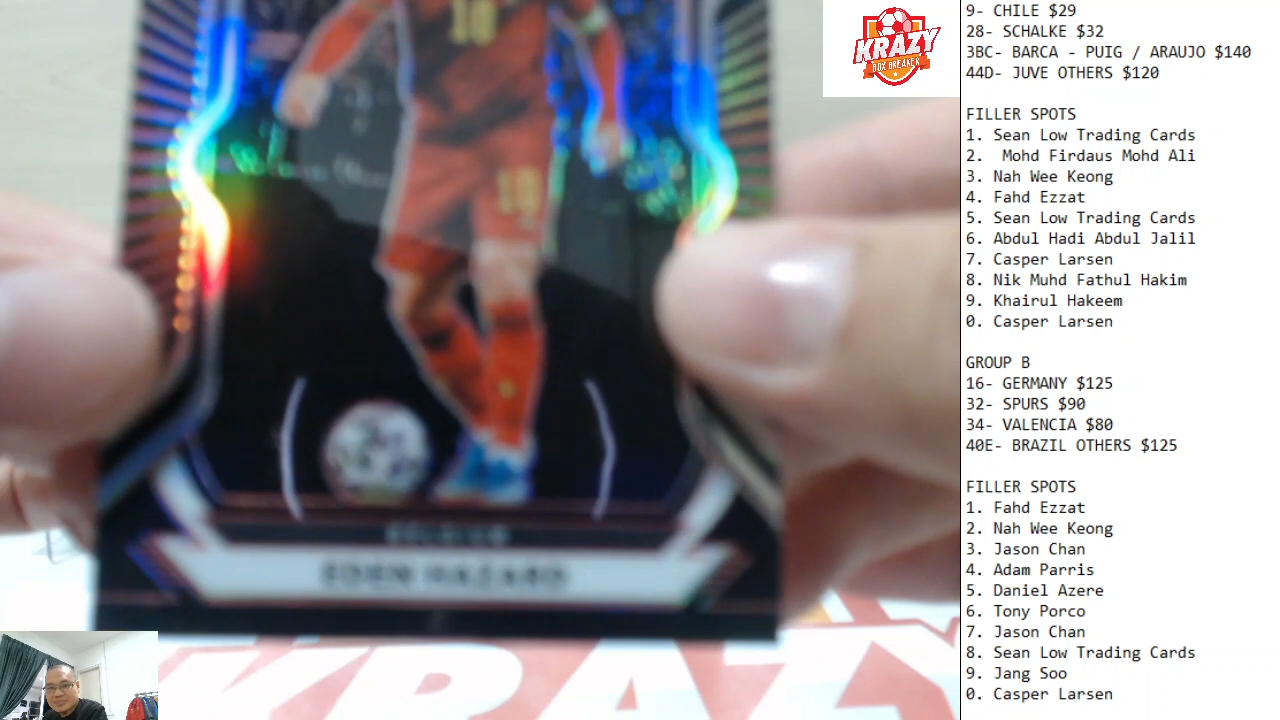 10
10
BELGIUM
EDEN HAZARD
KRAZY
BOX BREAKER
KRAZY
9- CHILE $29
28- SCHALKE $32
3BC- BARCA - PUIG / ARAUJO $140
44D- JUVE OTHERS $120
FILLER SPOTS
1. Sean Low Trading Cards
2.  Mohd Firdaus Mohd Ali
3. Nah Wee Keong
4. Fahd Ezzat
5. Sean Low Trading Cards
6. Abdul Hadi Abdul Jalil
7. Casper Larsen
8. Nik Muhd Fathul Hakim
9. Khairul Hakeem
0. Casper Larsen
GROUP B
16- GERMANY $125
32- SPURS $90
34- VALENCIA $80
40E- BRAZIL OTHERS $125
FILLER SPOTS
1. Fahd Ezzat
2. Nah Wee Keong
3. Jason Chan
4. Adam Parris
5. Daniel Azere
6. Tony Porco
7. Jason Chan
8. Sean Low Trading Cards
9. Jang Soo
0. Casper Larsen